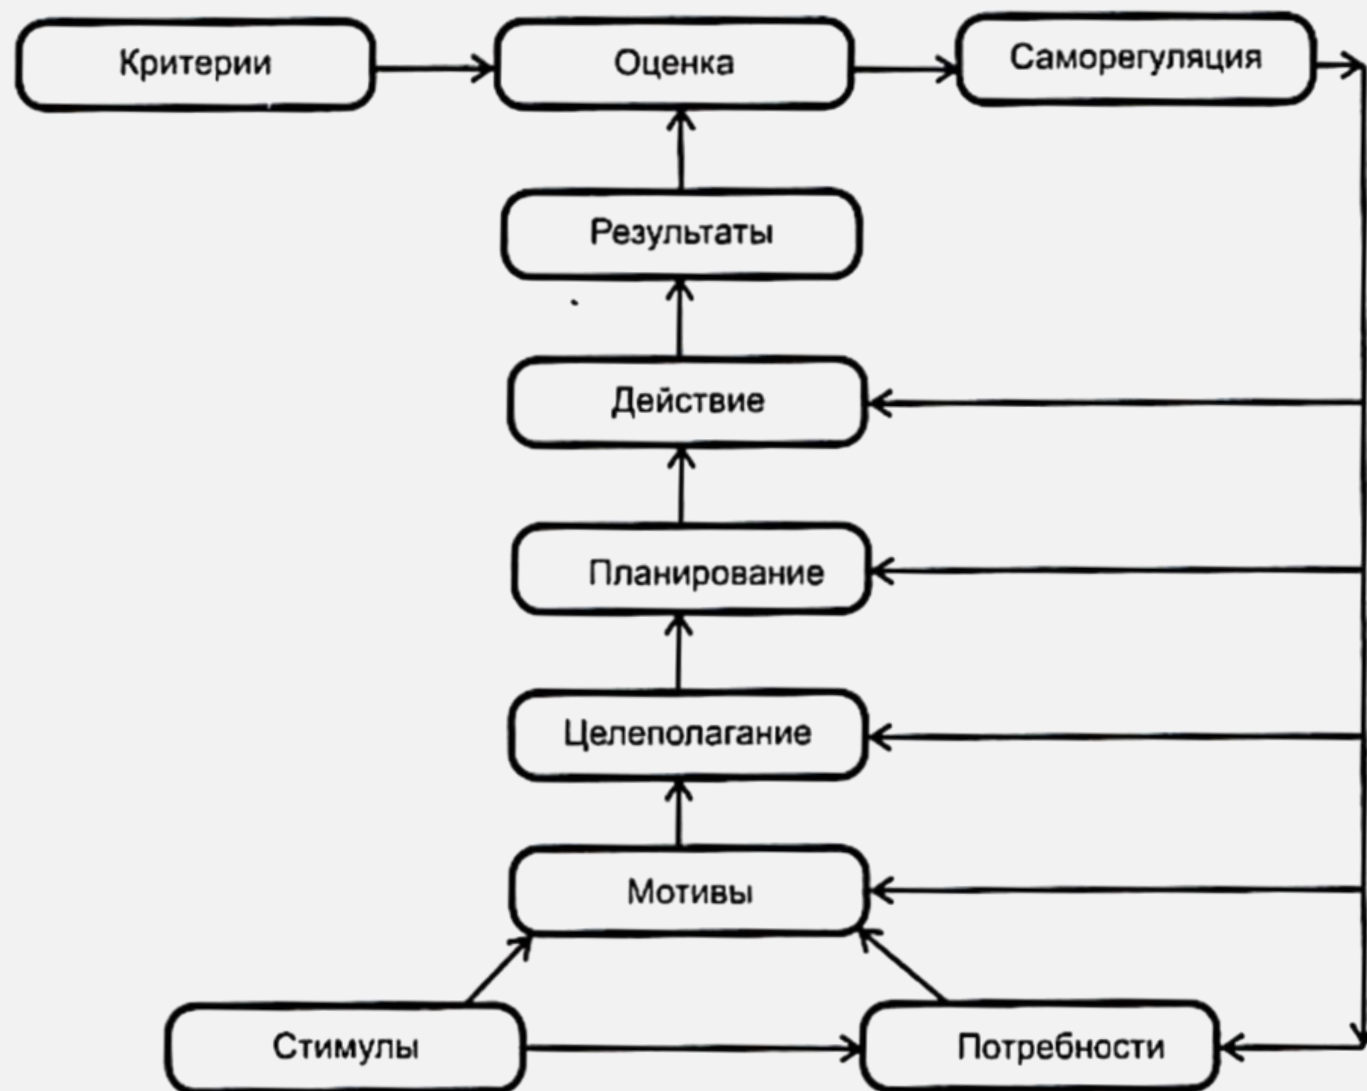 Критерии
Оценка
Саморегуляция
Результаты
Действие
Планирование
Целеполагание
Мотивы
Стимулы
Потребности